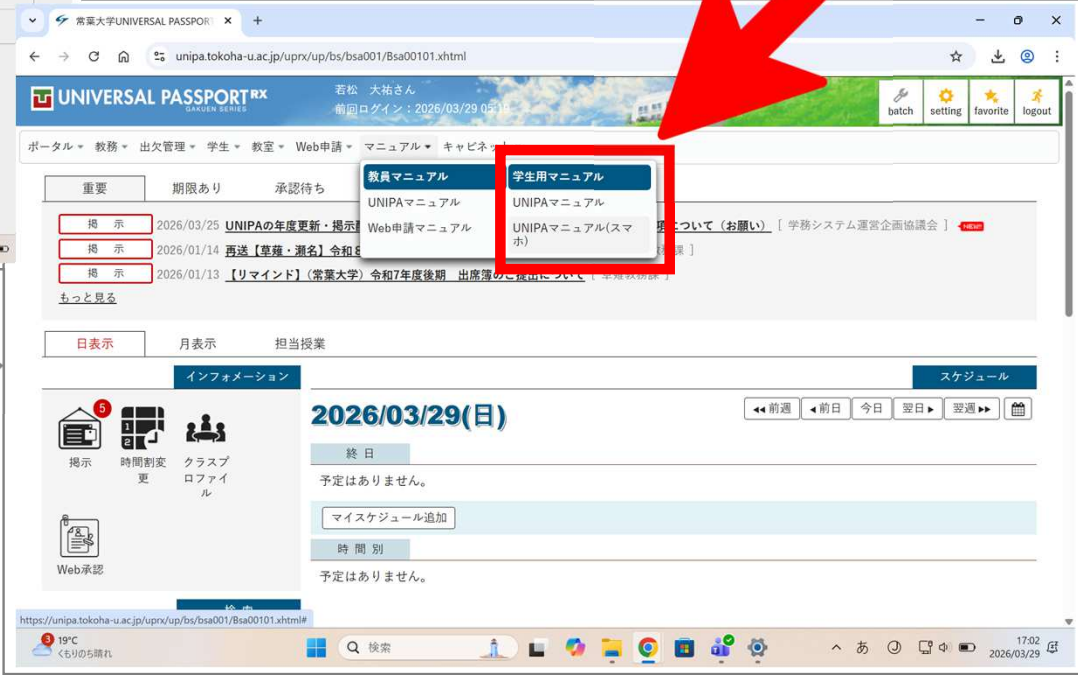 常葉大学UNIVERSAL PASSPOR
unipa.tokoha-u.ac.jp/uprx/up/bs/bsa001/Bsa00101.xhtml
UNIVERSAL PASSPORT RX
GAKUEN SERIES
若松 大祐さん
前回ログイン：2026/03/29 05:19
batch
setting
favorite
logout
ポータル
教務
出欠管理
学生
教室
Web申請
マニュアル
キャビネット
教員マニュアル
UNIPAマニュアル
Web申請マニュアル
学生用マニュアル
UNIPAマニュアル
UNIPAマニュアル(スマ
ホ)
重要
期限あり
承認待ち
掲 示
2026/03/25 UNIPAの年度更新・掲示
項について（お願い） [ 学務システム運営企画協議会 ] NEW!!
掲 示
2026/01/14 再送【草薙・瀬名】令和
務課 ]
掲 示
2026/01/13 【リマインド】（常葉大学）令和7年度後期 出席簿のご提出について [ 草薙教務課 ]
もっと見る
日表示
月表示
担当授業
インフォメーション
スケジュール
5
掲示
時間割変
更
クラスプ
ロファイ
ル
Web承認
検 索
2026/03/29(日)
前週
前日
今日
翌日
翌週
終 日
予定はありません。
マイスケジュール追加
時 間 別
予定はありません。
https://unipa.tokoha-u.ac.jp/uprx/up/bs/bsa001/Bsa00101.xhtml#
3
19°C
くもりのち晴れ
検索
あ
17:02
2026/03/29